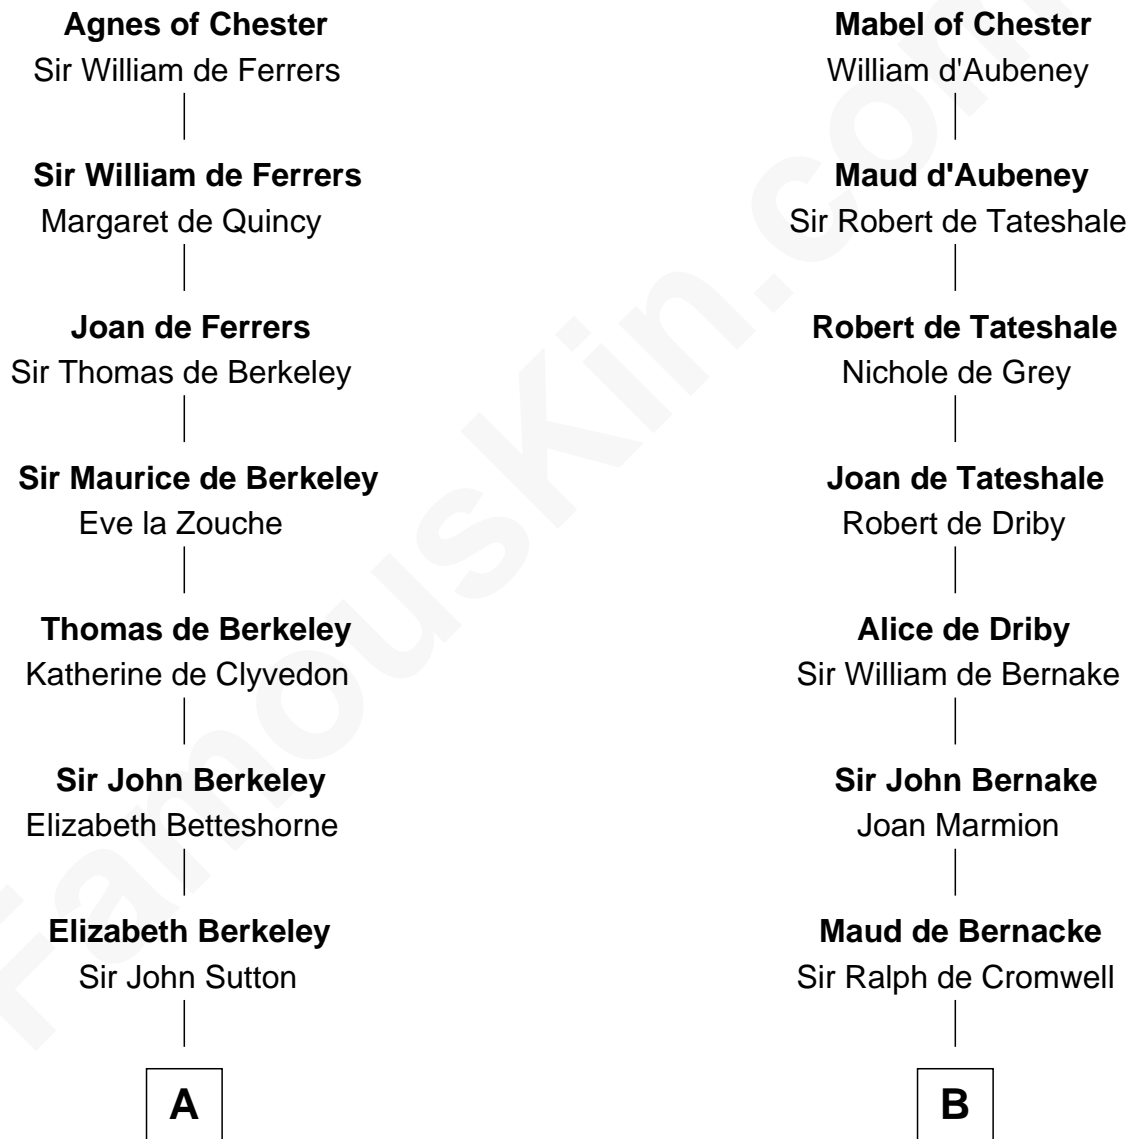 Agnes of Chester
Sir William de Ferrers
Sir William de Ferrers
Margaret de Quincy
Joan de Ferrers
Sir Thomas de Berkeley
Sir Maurice de Berkeley
Eve la Zouche
Thomas de Berkeley
Katherine de Clyvedon
Sir John Berkeley
Elizabeth Betteshorne
Elizabeth Berkeley
Sir John Sutton
A
Mabel of Chester
William d'Aubeney
Maud d'Aubeney
Sir Robert de Tateshale
Robert de Tateshale
Nichole de Grey
Joan de Tateshale
Robert de Driby
Alice de Driby
Sir William de Bernake
Sir John Bernake
Joan Marmion
Maud de Bernacke
Sir Ralph de Cromwell
B
FamousKin.com